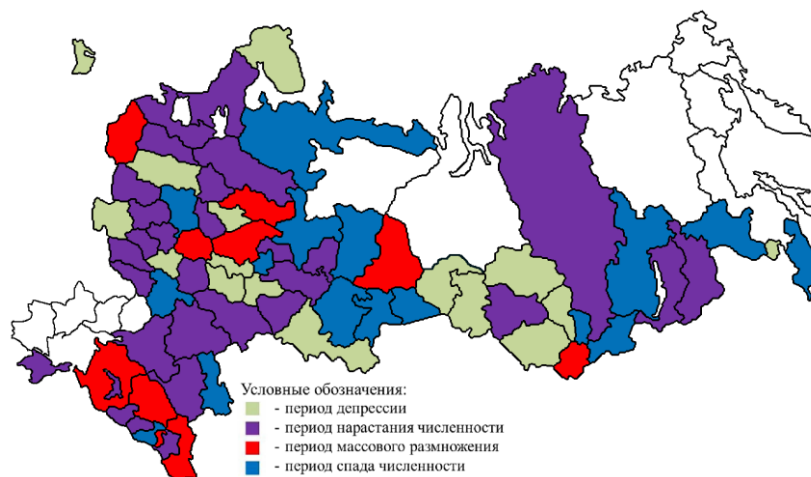 Условные обозначения:
- период депрессии
- период нарастания численности
- период массового размножения
- период спада численности